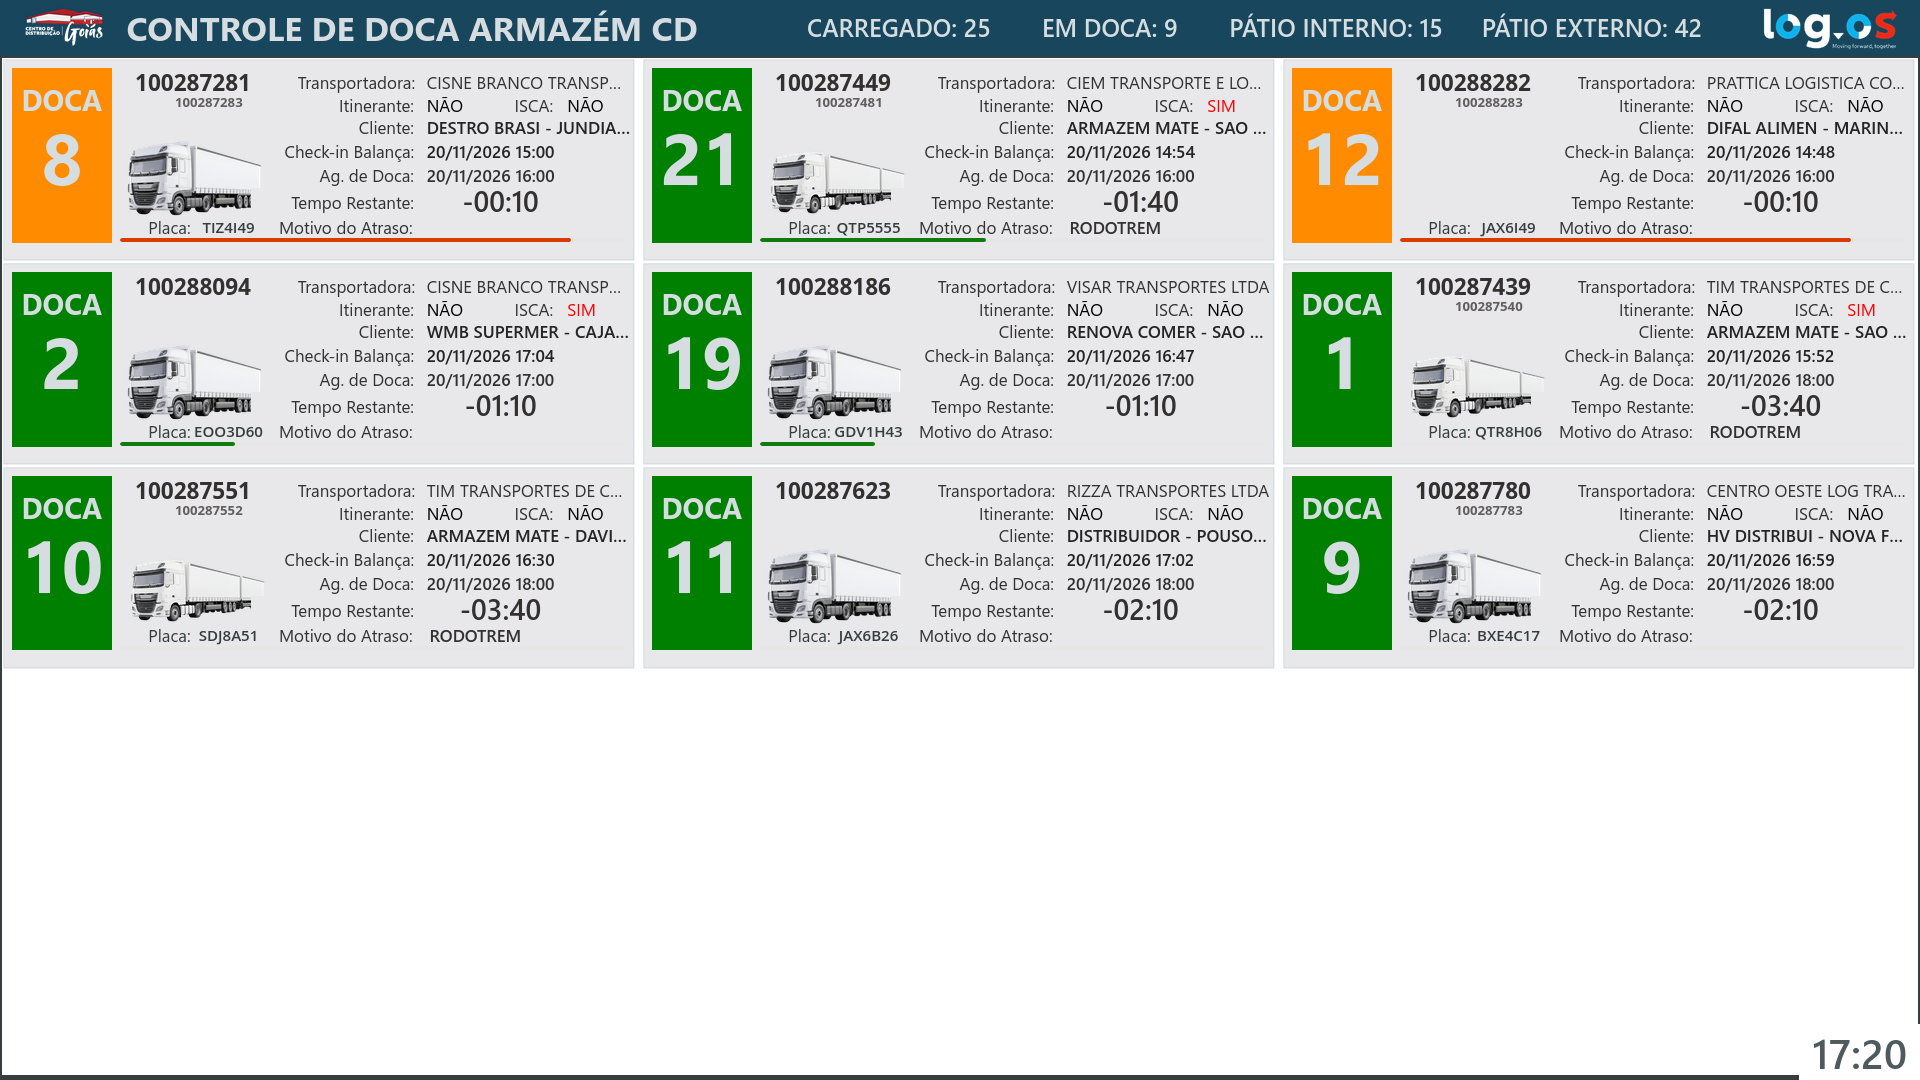 CENTRO DE DISTRIBUIÇÃO Goiás
CONTROLE DE DOCA ARMAZÉM CD
CARREGADO: 25
EM DOCA: 9
PÁTIO INTERNO: 15
PÁTIO EXTERNO: 42
log.os
Moving forward, together
DOCA
8
100287281
100287283
Transportadora: CISNE BRANCO TRANSP...
Itinerante: NÃO ISCA: NÃO
Cliente: DESTRO BRASI - JUNDIA...
Check-in Balança: 20/11/2026 15:00
Ag. de Doca: 20/11/2026 16:00
Tempo Restante: -00:10
Placa: TIZ4I49 Motivo do Atraso:
DOCA
21
100287449
100287481
Transportadora: CIEM TRANSPORTE E LO...
Itinerante: NÃO ISCA: SIM
Cliente: ARMAZEM MATE - SAO ...
Check-in Balança: 20/11/2026 14:54
Ag. de Doca: 20/11/2026 16:00
Tempo Restante: -01:40
Placa: QTP5555 Motivo do Atraso: RODOTREM
DOCA
12
100288282
100288283
Transportadora: PRATTICA LOGISTICA CO...
Itinerante: NÃO ISCA: NÃO
Cliente: DIFAL ALIMEN - MARIN...
Check-in Balança: 20/11/2026 14:48
Ag. de Doca: 20/11/2026 16:00
Tempo Restante: -00:10
Placa: JAX6I49 Motivo do Atraso:
DOCA
2
100288094
Transportadora: CISNE BRANCO TRANSP...
Itinerante: NÃO ISCA: SIM
Cliente: WMB SUPERMER - CAJA...
Check-in Balança: 20/11/2026 17:04
Ag. de Doca: 20/11/2026 17:00
Tempo Restante: -01:10
Placa: EOO3D60 Motivo do Atraso:
DOCA
19
100288186
Transportadora: VISAR TRANSPORTES LTDA
Itinerante: NÃO ISCA: NÃO
Cliente: RENOVA COMER - SAO ...
Check-in Balança: 20/11/2026 16:47
Ag. de Doca: 20/11/2026 17:00
Tempo Restante: -01:10
Placa: GDV1H43 Motivo do Atraso:
DOCA
1
100287439
100287540
Transportadora: TIM TRANSPORTES DE C...
Itinerante: NÃO ISCA: SIM
Cliente: ARMAZEM MATE - SAO ...
Check-in Balança: 20/11/2026 15:52
Ag. de Doca: 20/11/2026 18:00
Tempo Restante: -03:40
Placa: QTR8H06 Motivo do Atraso: RODOTREM
DOCA
10
100287551
100287552
Transportadora: TIM TRANSPORTES DE C...
Itinerante: NÃO ISCA: NÃO
Cliente: ARMAZEM MATE - DAVI...
Check-in Balança: 20/11/2026 16:30
Ag. de Doca: 20/11/2026 18:00
Tempo Restante: -03:40
Placa: SDJ8A51 Motivo do Atraso: RODOTREM
DOCA
11
100287623
Transportadora: RIZZA TRANSPORTES LTDA
Itinerante: NÃO ISCA: NÃO
Cliente: DISTRIBUIDOR - POUSO...
Check-in Balança: 20/11/2026 17:02
Ag. de Doca: 20/11/2026 18:00
Tempo Restante: -02:10
Placa: JAX6B26 Motivo do Atraso:
DOCA
9
100287780
100287783
Transportadora: CENTRO OESTE LOG TRA...
Itinerante: NÃO ISCA: NÃO
Cliente: HV DISTRIBUI - NOVA F...
Check-in Balança: 20/11/2026 16:59
Ag. de Doca: 20/11/2026 18:00
Tempo Restante: -02:10
Placa: BXE4C17 Motivo do Atraso:
17:20